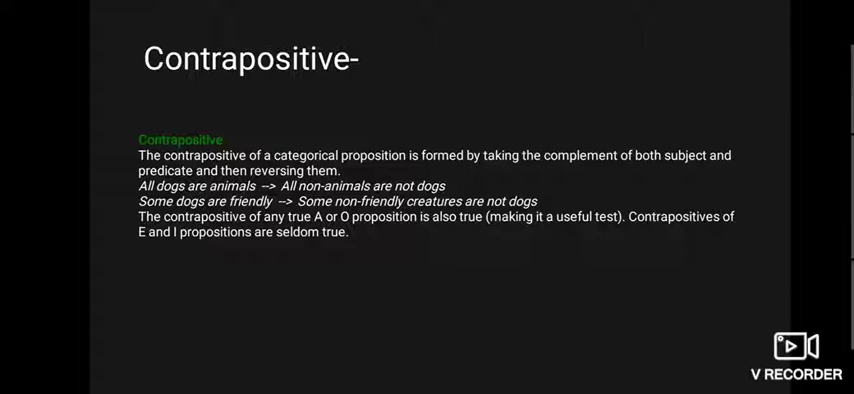 Contrapositive-
Contrapositive
The contrapositive of a categorical proposition is formed by taking the complement of both subject and
predicate and then reversing them.
All dogs are animals --> All non-animals are not dogs
Some dogs are friendly --> Some non-friendly creatures are not dogs
The contrapositive of any true A or O proposition is also true (making it a useful test). Contrapositives of
E and I propositions are seldom true.
V RECORDER